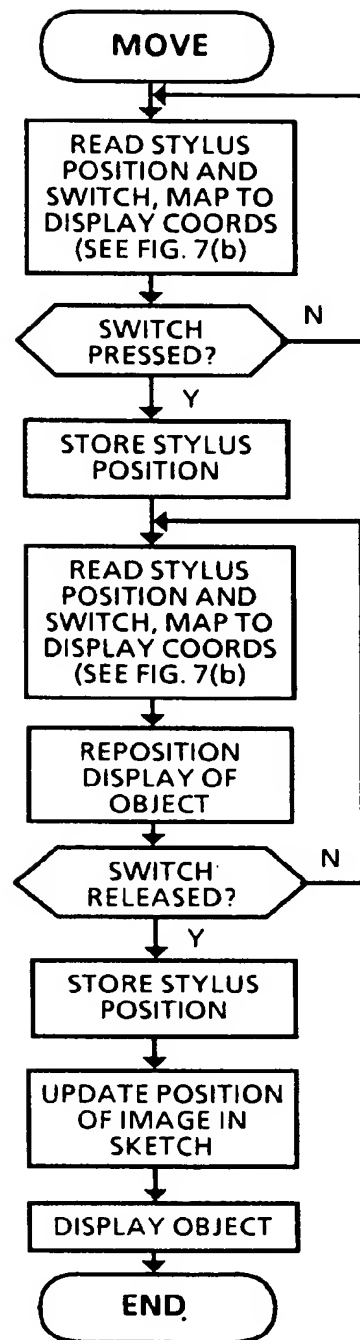 MOVE
READ STYLUS
POSITION AND
SWITCH, MAP TO
DISPLAY COORDS
(SEE FIG. 7(b)
SWITCH
PRESSED?
N
Y
STORE STYLUS
POSITION
READ STYLUS
POSITION AND
SWITCH, MAP TO
DISPLAY COORDS
(SEE FIG. 7(b)
REPOSITION
DISPLAY OF
OBJECT
SWITCH
RELEASED?
N
Y
STORE STYLUS
POSITION
UPDATE POSITION
OF IMAGE IN
SKETCH
DISPLAY OBJECT
END